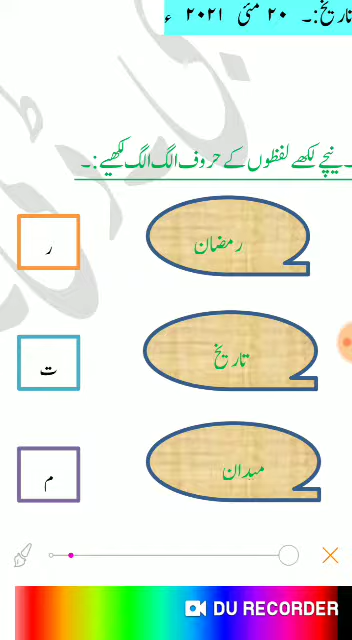 تاریخ:۔ ۲۰ مئی ۲۰۲۱ ء
۔ نیچے لکھے لفظوں کے حروف الگ الگ لکھیے:۔
رمضان
ر
تاریخ
ت
میدان
م
DU RECORDER